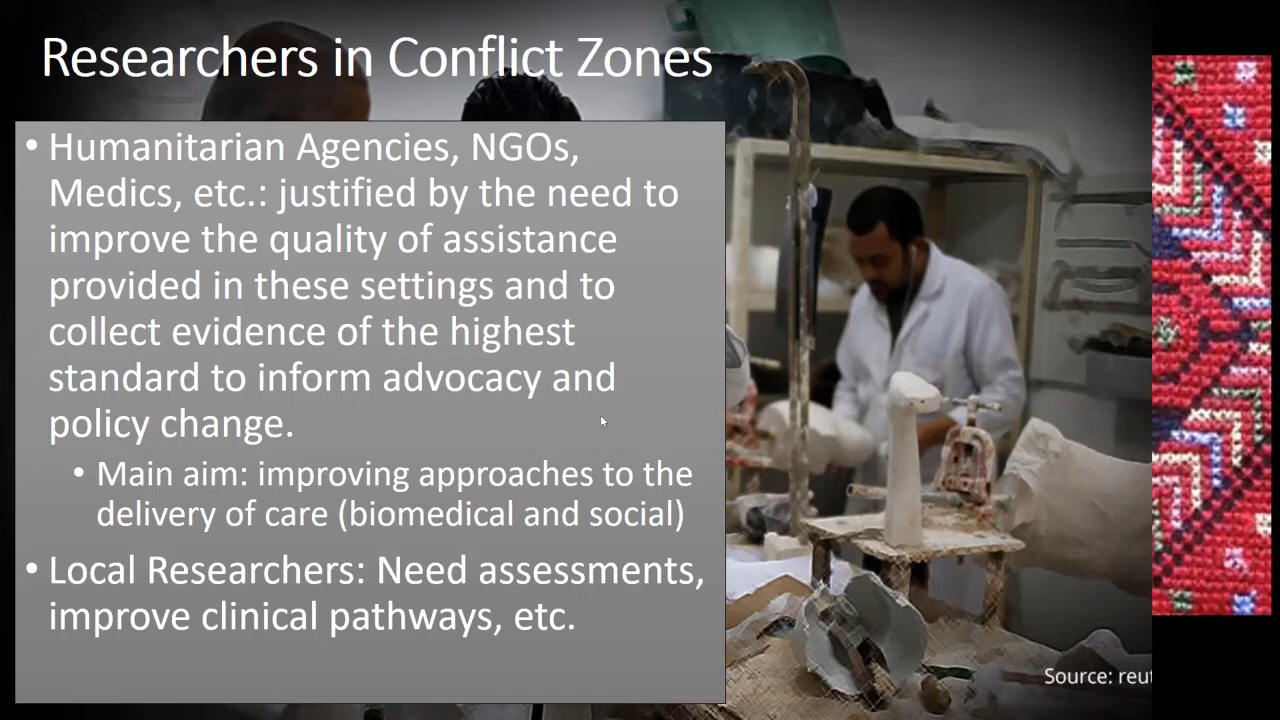 Researchers in Conflict Zones
• Humanitarian Agencies, NGOs,
Medics, etc.: justified by the need to
improve the quality of assistance
provided in these settings and to
collect evidence of the highest
standard to inform advocacy and
policy change.
• Main aim: improving approaches to the
delivery of care (biomedical and social)
• Local Researchers: Need assessments,
improve clinical pathways, etc.
Source: